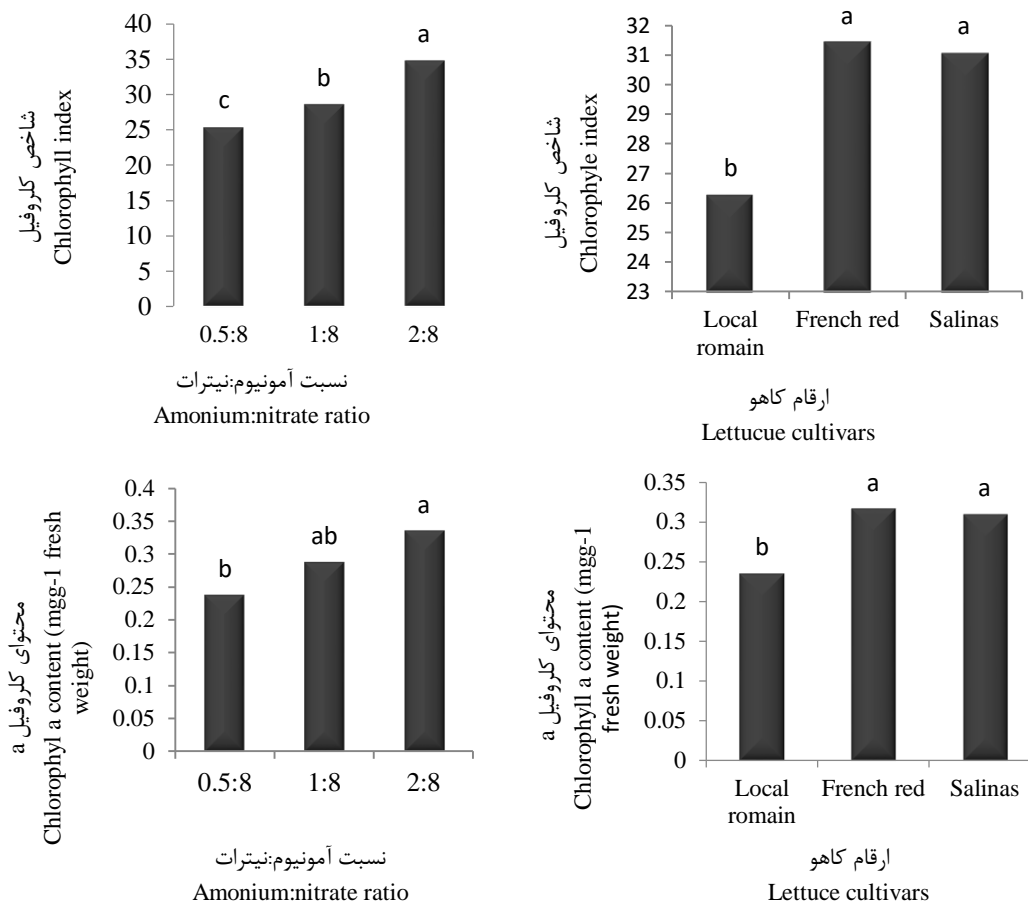 شاخص کلروفیل
Chlorophyll index
40
35
30
25
20
15
10
5
0
c
b
a
0.5:8
1:8
2:8
نسبت آمونیوم:نیترات
Amonium:nitrate ratio
شاخص کلروفیل
Chlorophyle index
32
31
30
29
28
27
26
25
24
23
b
a
a
Local
romain
French red
Salinas
ارقام کاهو
Lettucue cultivars
محتوای کلروفیل a
Chlorophyl a content (mgg-1 fresh
weight)
0.4
0.35
0.3
0.25
0.2
0.15
0.1
0.05
0
b
ab
a
0.5:8
1:8
2:8
نسبت آمونیوم:نیترات
Amonium:nitrate ratio
محتوای کلروفیل a
Chlorophyll a content (mgg-1
fresh weight)
0.35
0.3
0.25
0.2
0.15
0.1
0.05
0
b
a
a
Local
romain
French red
Salinas
ارقام کاهو
Lettuce cultivars